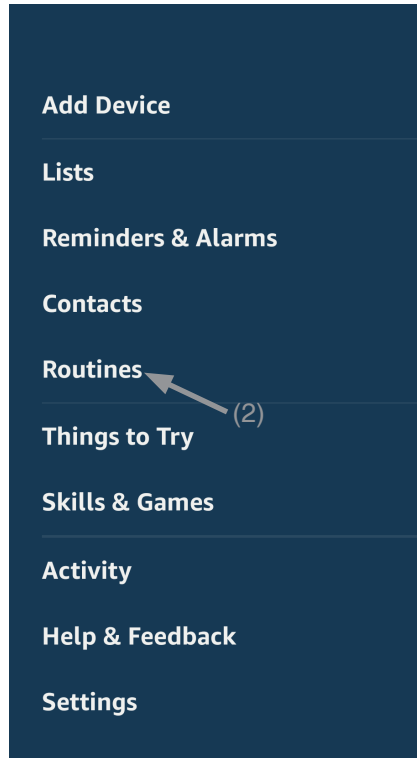 Add Device
Lists
Reminders & Alarms
Contacts
Routines
(2)
Things to Try
Skills & Games
Activity
Help & Feedback
Settings